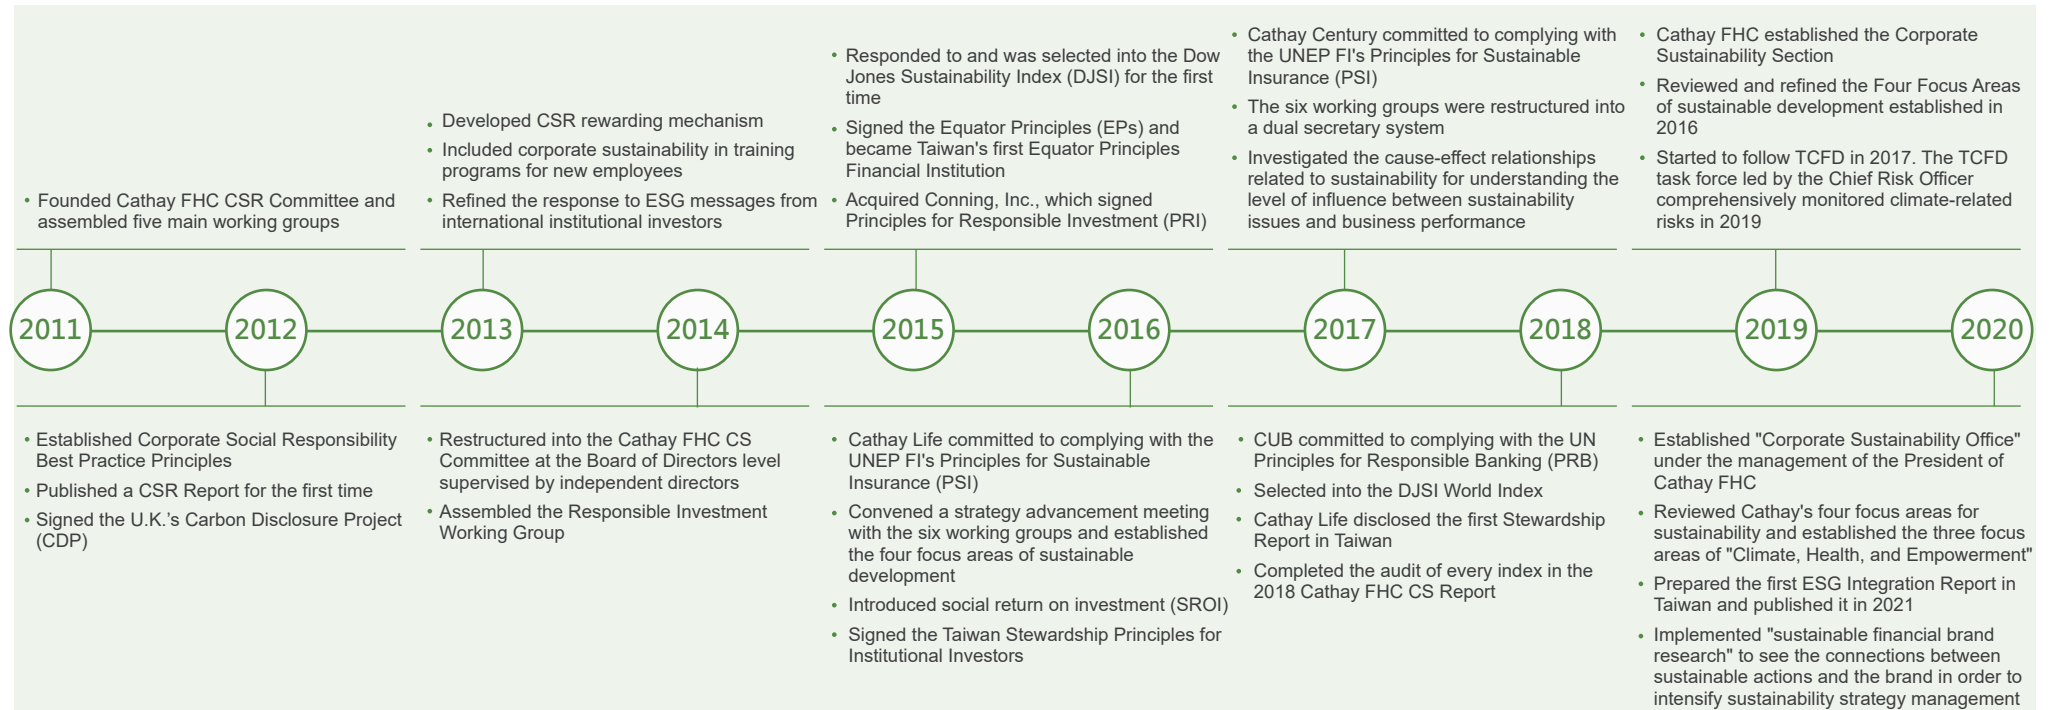 • Founded Cathay FHC CSR Committee and
assembled five main working groups
• Developed CSR rewarding mechanism
• Included corporate sustainability in training
programs for new employees
• Refined the response to ESG messages from
international institutional investors
• Responded to and was selected into the Dow
Jones Sustainability Index (DJSI) for the first
time
• Signed the Equator Principles (EPs) and
became Taiwan's first Equator Principles
Financial Institution
• Acquired Conning, Inc., which signed
Principles for Responsible Investment (PRI)
• Cathay Century committed to complying with
the UNEP FI's Principles for Sustainable
Insurance (PSI)
• The six working groups were restructured into
a dual secretary system
• Investigated the cause-effect relationships
related to sustainability for understanding the
level of influence between sustainability
issues and business performance
• Cathay FHC established the Corporate
Sustainability Section
• Reviewed and refined the Four Focus Areas
of sustainable development established in
2016
• Started to follow TCFD in 2017. The TCFD
task force led by the Chief Risk Officer
comprehensively monitored climate-related
risks in 2019
2011
2012
2013
2014
2015
2016
2017
2018
2019
2020
• Established Corporate Social Responsibility
Best Practice Principles
• Published a CSR Report for the first time
• Signed the U.K.’s Carbon Disclosure Project
(CDP)
• Restructured into the Cathay FHC CS
Committee at the Board of Directors level
supervised by independent directors
• Assembled the Responsible Investment
Working Group
• Cathay Life committed to complying with the
UNEP FI's Principles for Sustainable
Insurance (PSI)
• Convened a strategy advancement meeting
with the six working groups and established
the four focus areas of sustainable
development
• Introduced social return on investment (SROI)
• Signed the Taiwan Stewardship Principles for
Institutional Investors
• CUB committed to complying with the UN
Principles for Responsible Banking (PRB)
• Selected into the DJSI World Index
• Cathay Life disclosed the first Stewardship
Report in Taiwan
• Completed the audit of every index in the
2018 Cathay FHC CS Report
• Established "Corporate Sustainability Office"
under the management of the President of
Cathay FHC
• Reviewed Cathay's four focus areas for
sustainability and established the three focus
areas of "Climate, Health, and Empowerment"
• Prepared the first ESG Integration Report in
Taiwan and published it in 2021
• Implemented "sustainable financial brand
research" to see the connections between
sustainable actions and the brand in order to
intensify sustainability strategy management